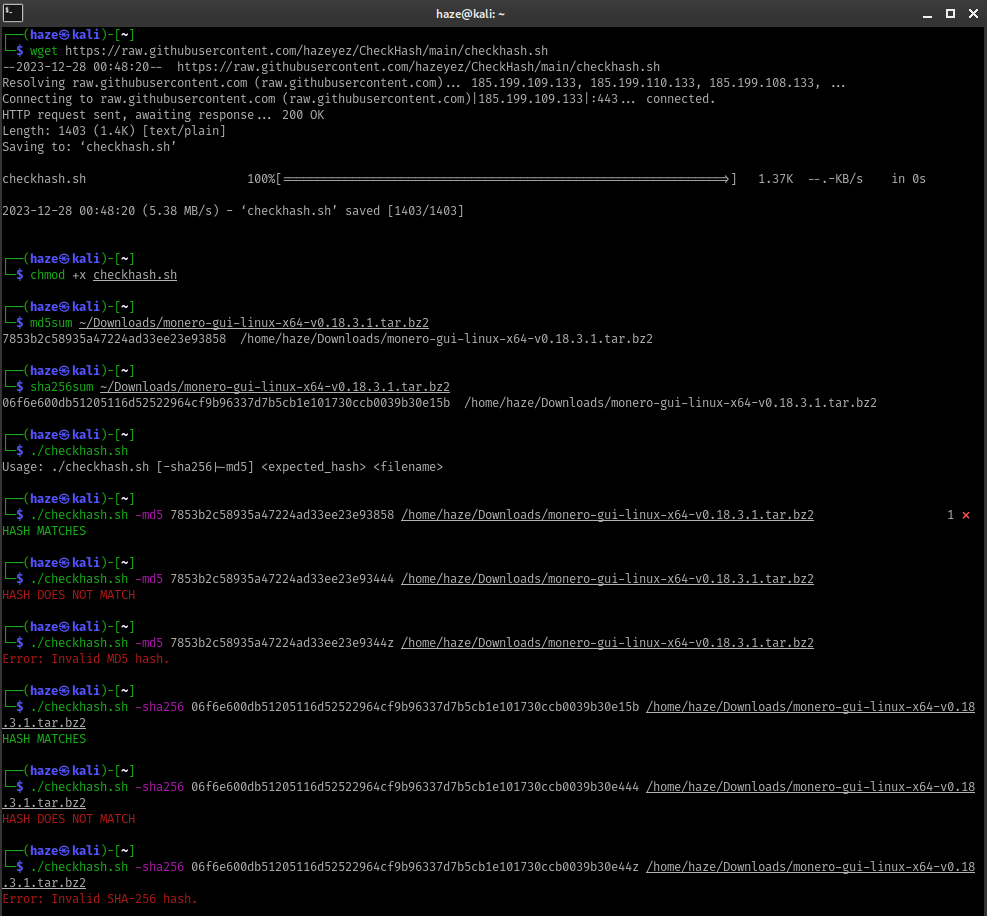 haze@kali: ~
┌──(haze㉿kali)-[~]
└─$ wget https://raw.githubusercontent.com/hazeyez/CheckHash/main/checkhash.sh
--2023-12-28 00:48:20-- https://raw.githubusercontent.com/hazeyez/CheckHash/main/checkhash.sh
Resolving raw.githubusercontent.com (raw.githubusercontent.com)... 185.199.109.133, 185.199.110.133, 185.199.108.133, ...
Connecting to raw.githubusercontent.com (raw.githubusercontent.com)|185.199.109.133|:443... connected.
HTTP request sent, awaiting response... 200 OK
Length: 1403 (1.4K) [text/plain]
Saving to: ‘checkhash.sh’
checkhash.sh 100%[===================================================================>] 1.37K --.-KB/s in 0s
2023-12-28 00:48:20 (5.38 MB/s) - ‘checkhash.sh’ saved [1403/1403]
┌──(haze㉿kali)-[~]
└─$ chmod +x checkhash.sh
┌──(haze㉿kali)-[~]
└─$ md5sum ~/Downloads/monero-gui-linux-x64-v0.18.3.1.tar.bz2
7853b2c58935a47224ad33ee23e93858 /home/haze/Downloads/monero-gui-linux-x64-v0.18.3.1.tar.bz2
┌──(haze㉿kali)-[~]
└─$ sha256sum ~/Downloads/monero-gui-linux-x64-v0.18.3.1.tar.bz2
06f6e600db51205116d52522964cf9b96337d7b5cb1e101730ccb0039b30e15b /home/haze/Downloads/monero-gui-linux-x64-v0.18.3.1.tar.bz2
┌──(haze㉿kali)-[~]
└─$ ./checkhash.sh
Usage: ./checkhash.sh [-sha256|-md5] <expected_hash> <filename>
┌──(haze㉿kali)-[~]
└─$ ./checkhash.sh -md5 7853b2c58935a47224ad33ee23e93858 /home/haze/Downloads/monero-gui-linux-x64-v0.18.3.1.tar.bz2 1 ⨯
HASH MATCHES
┌──(haze㉿kali)-[~]
└─$ ./checkhash.sh -md5 7853b2c58935a47224ad33ee23e93444 /home/haze/Downloads/monero-gui-linux-x64-v0.18.3.1.tar.bz2
HASH DOES NOT MATCH
┌──(haze㉿kali)-[~]
└─$ ./checkhash.sh -md5 7853b2c58935a47224ad33ee23e9344z /home/haze/Downloads/monero-gui-linux-x64-v0.18.3.1.tar.bz2
Error: Invalid MD5 hash.
┌──(haze㉿kali)-[~]
└─$ ./checkhash.sh -sha256 06f6e600db51205116d52522964cf9b96337d7b5cb1e101730ccb0039b30e15b /home/haze/Downloads/monero-gui-linux-x64-v0.18
.3.1.tar.bz2
HASH MATCHES
┌──(haze㉿kali)-[~]
└─$ ./checkhash.sh -sha256 06f6e600db51205116d52522964cf9b96337d7b5cb1e101730ccb0039b30e444 /home/haze/Downloads/monero-gui-linux-x64-v0.18
.3.1.tar.bz2
HASH DOES NOT MATCH
┌──(haze㉿kali)-[~]
└─$ ./checkhash.sh -sha256 06f6e600db51205116d52522964cf9b96337d7b5cb1e101730ccb0039b30e44z /home/haze/Downloads/monero-gui-linux-x64-v0.18
.3.1.tar.bz2
Error: Invalid SHA-256 hash.